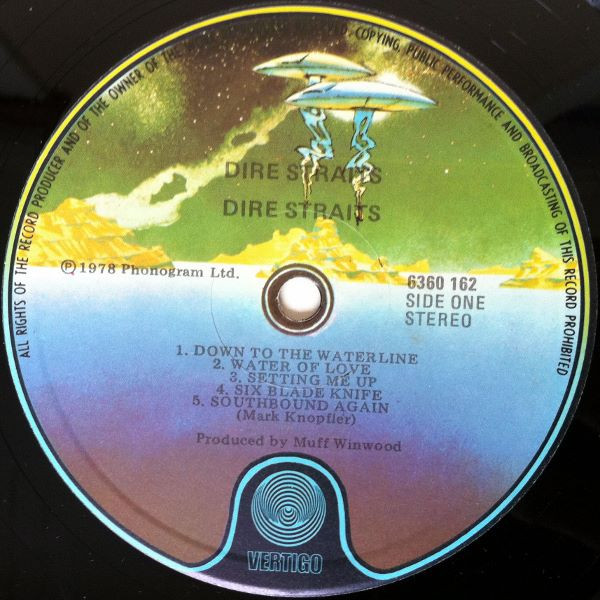 ALL RIGHTS OF THE RECORD PRODUCER AND OF THE OWNER OF THE
COPYING, PUBLIC PERFORMANCE AND BROADCASTING OF THIS RECORD PROHIBITED
DIRE STRAITS
DIRE STRAITS
℗ 1978 Phonogram Ltd.
6360 162
SIDE ONE
STEREO
1. DOWN TO THE WATERLINE
2. WATER OF LOVE
3. SETTING ME UP
4. SIX BLADE KNIFE
5. SOUTHBOUND AGAIN
(Mark Knopfler)
Produced by Muff Winwood
VERTIGO